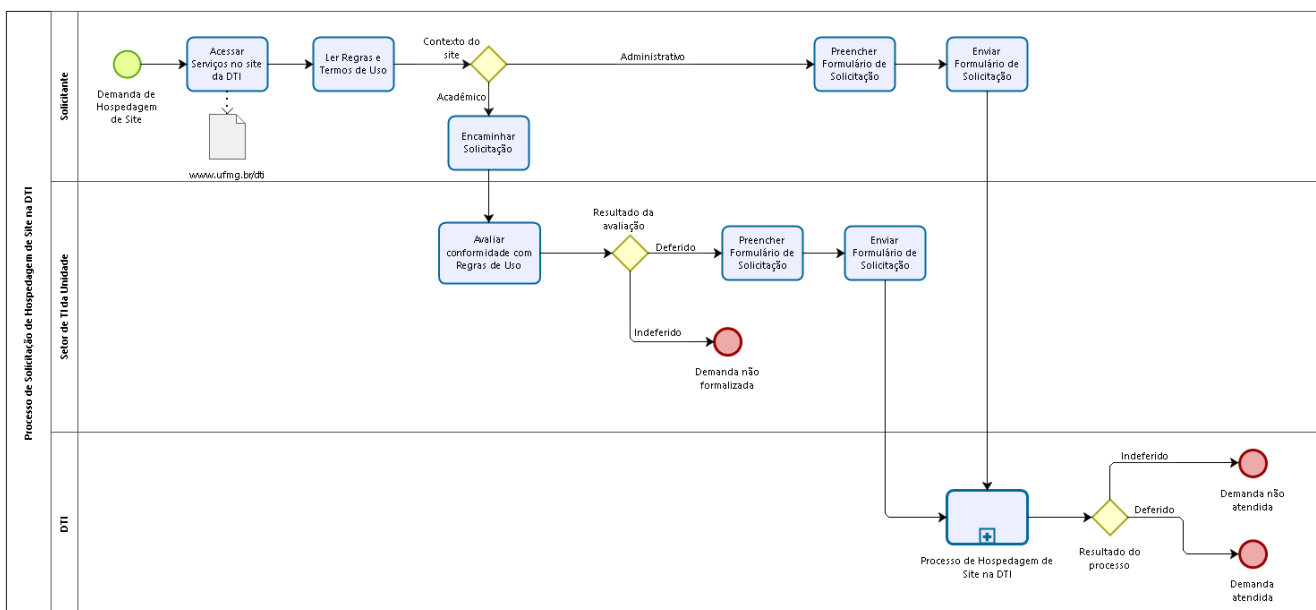 Processo de Solicitação de Hospedagem de Site na DTI
Solicitante
Demanda de
Hospedagem
de Site
Acessar
Serviços no site
da DTI
www.ufmg.br/dti
Ler Regras e
Termos de Uso
Contexto do
site
Administrativo
Acadêmico
Encaminhar
Solicitação
Preencher
Formulário de
Solicitação
Enviar
Formulário de
Solicitação
Setor de TI da Unidade
Avaliar
conformidade com
Regras de Uso
Resultado da
avaliação
Deferido
Preencher
Formulário de
Solicitação
Enviar
Formulário de
Solicitação
Indeferido
Demanda não
formalizada
DTI
Processo de Hospedagem de
Site na DTI
Resultado do
processo
Indeferido
Demanda não
atendida
Deferido
Demanda
atendida